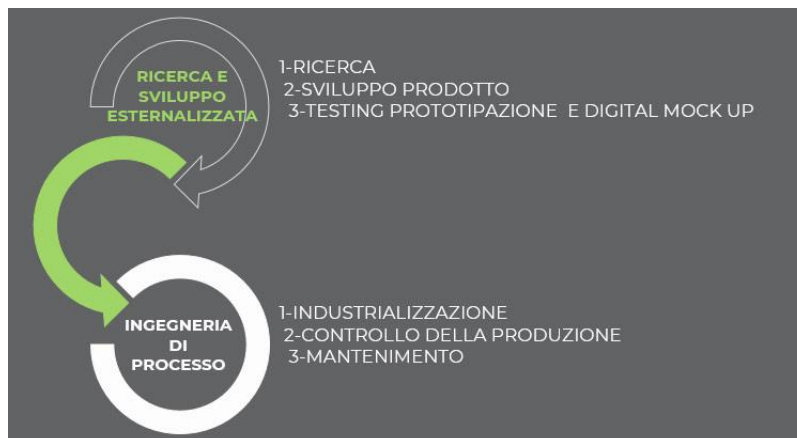 RICERCA E
SVILUPPO
ESTERNALIZZATA
1-RICERCA
2-SVILUPPO PRODOTTO
3-TESTING PROTOTIPAZIONE E DIGITAL MOCK UP
INGEGNERIA
DI
PROCESSO
1-INDUSTRIALIZZAZIONE
2-CONTROLLO DELLA PRODUZIONE
3-MANTENIMENTO